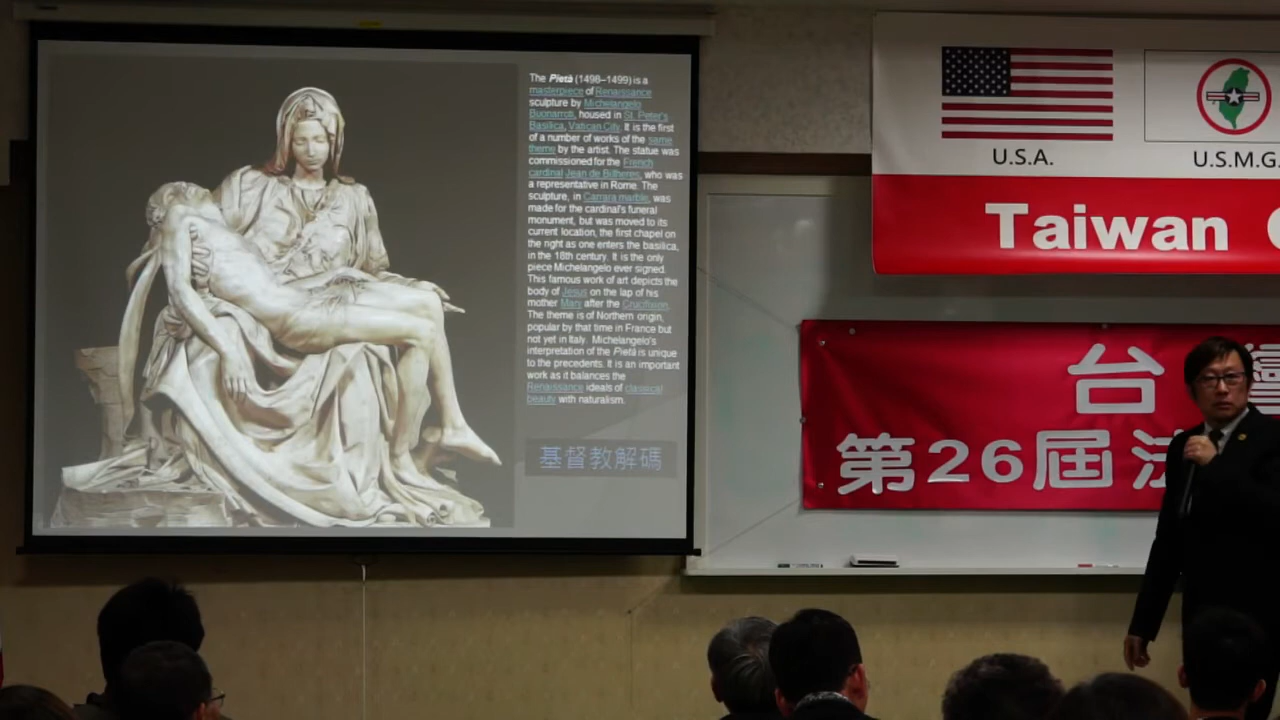 The Pietà (1498–1499) is a
masterpiece of Renaissance
sculpture by Michelangelo
Buonarroti, housed in St. Peter's
Basilica, Vatican City. It is the first
of a number of works of the same
theme by the artist. The statue was
commissioned for the French
cardinal Jean de Billheres, who was
a representative in Rome. The
sculpture, in Carrara marble, was
made for the cardinal's funeral
monument, but was moved to its
current location, the first chapel on
the right as one enters the basilica,
in the 18th century. It is the only
piece Michelangelo ever signed.
This famous work of art depicts the
body of Jesus on the lap of his
mother Mary after the Crucifixion.
The theme is of Northern origin,
popular by that time in France but
not yet in Italy. Michelangelo's
interpretation of the Pietà is unique
to the precedents. It is an important
work as it balances the
Renaissance ideals of classical
beauty with naturalism.
基督教解碼
U.S.A.
U.S.M.G.
Taiwan
台灣
第26屆法